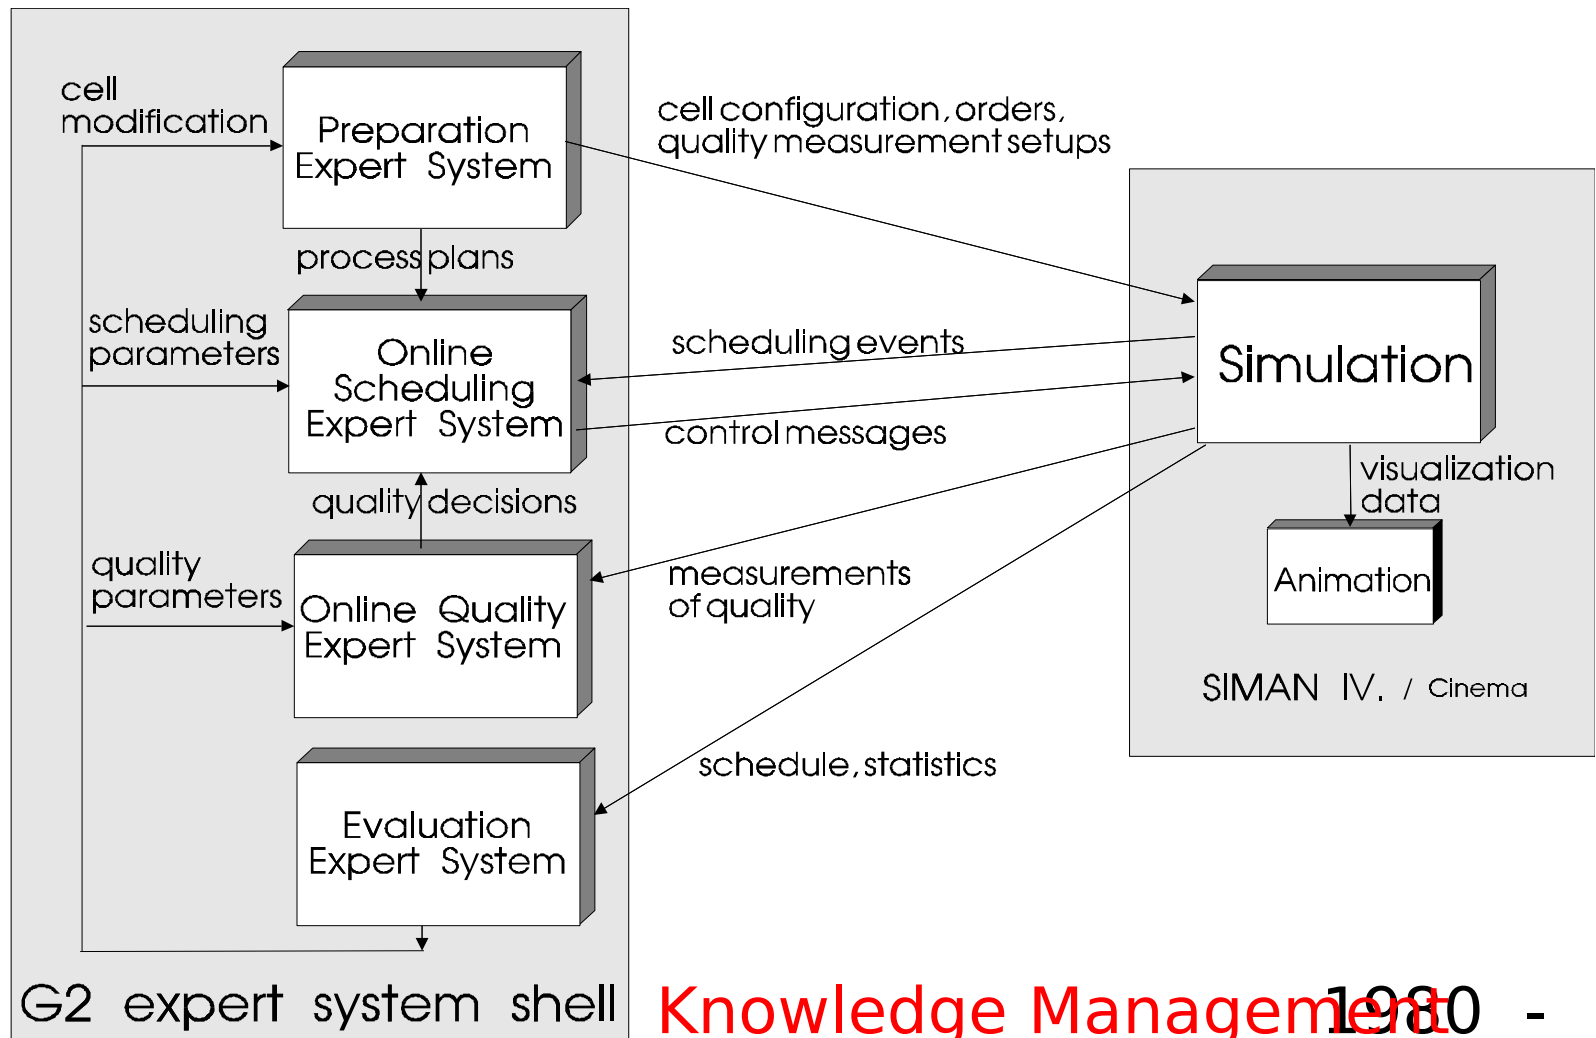 cell
modification
Preparation
Expert System
cell configuration, orders,
quality measurement setups
process plans
scheduling
parameters
Online
Scheduling
Expert System
scheduling events
control messages
Simulation
visualization
data
Animation
SIMAN IV. / Cinema
quality decisions
quality
parameters
Online Quality
Expert System
measurements
of quality
schedule, statistics
Evaluation
Expert System
G2 expert system shell
Knowledge Management
1980 -